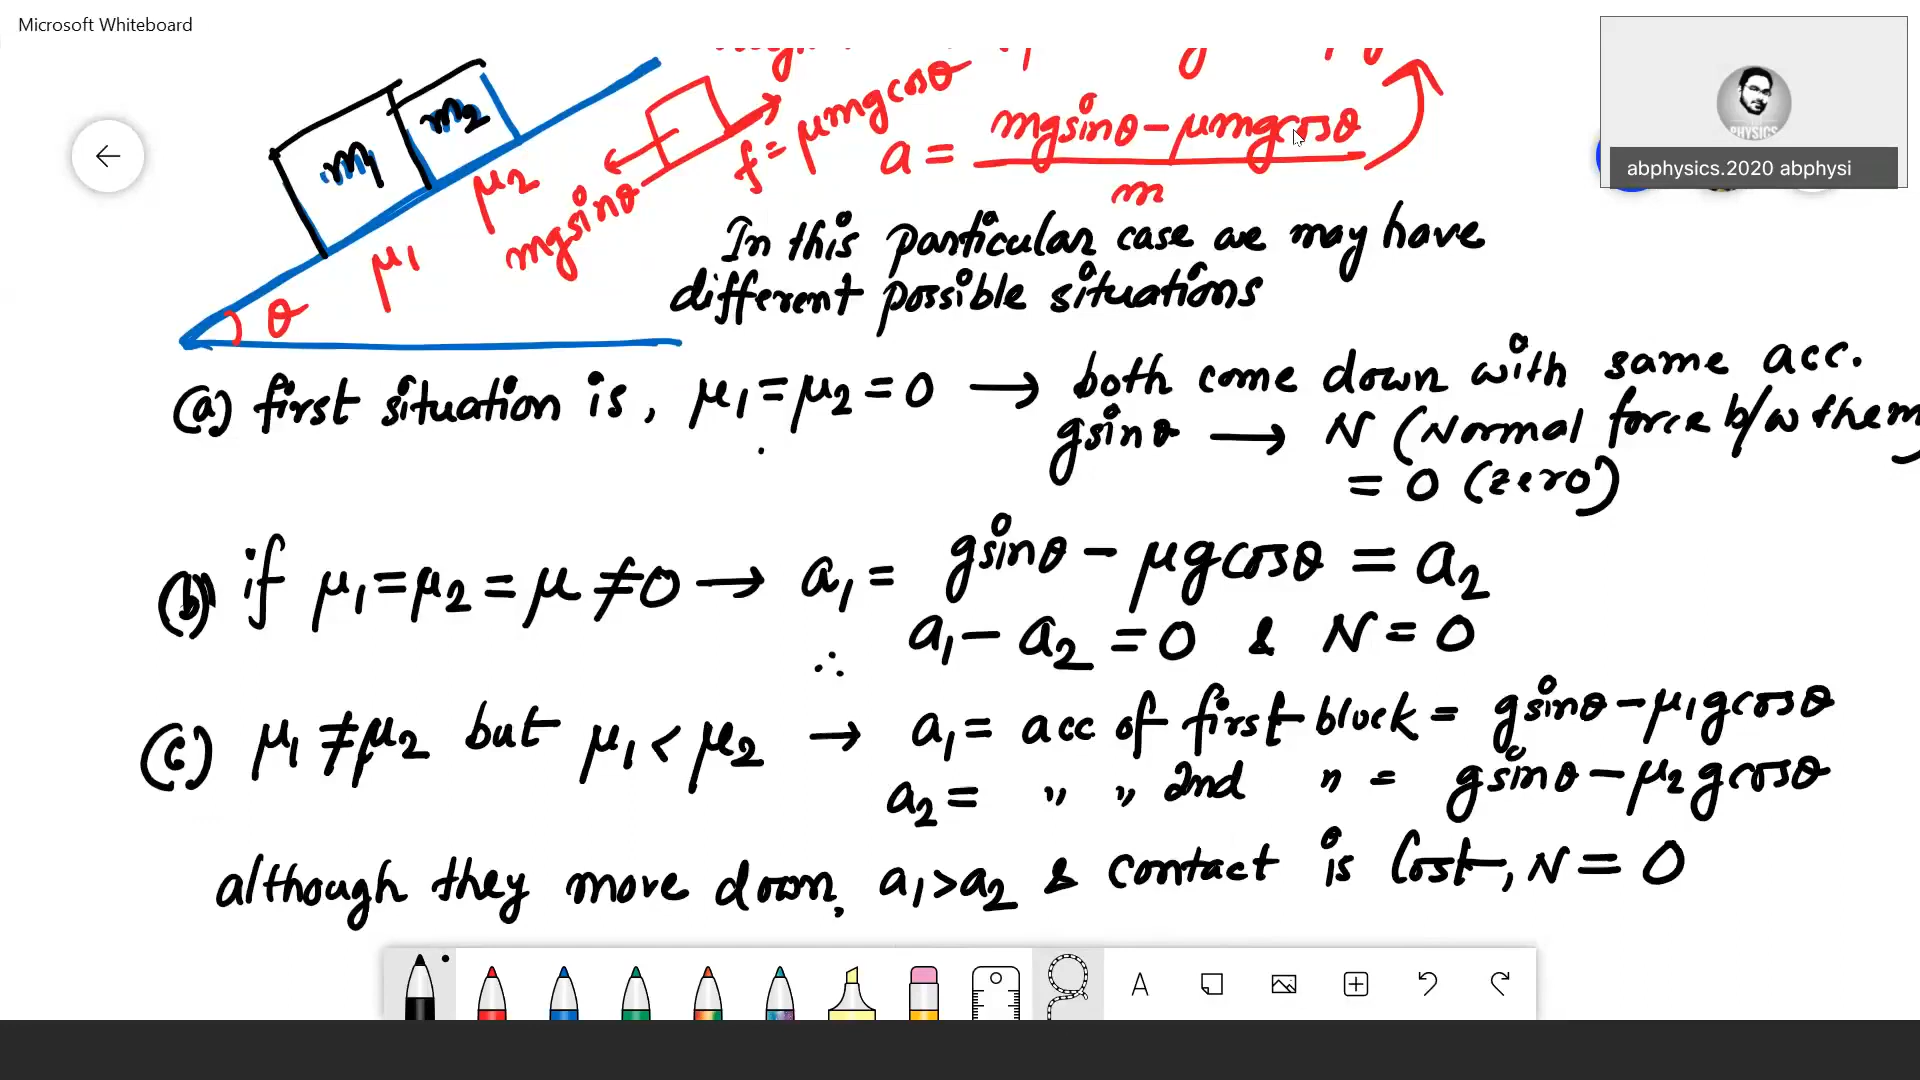 Microsoft Whiteboard
m1 m2
μ1 μ2
θ
mgsinθ
f = μmgcosθ
a = mgsinθ - μmgcosθ
m
PHYSICS
abphysics.2020 abphysi
In this particular case we may have
different possible situations
(a) first situation is, μ1 = μ2 = 0 → both come down with same acc.
gsinθ → N (Normal force b/w them
= 0 (zero)
(b) if μ1 = μ2 = μ ≠ 0 → a1 = gsinθ - μgcosθ = a2
∴ a1 - a2 = 0 & N = 0
(c) μ1 ≠ μ2 but μ1 < μ2 → a1 = acc of first block = gsinθ - μ1gcosθ
a2 = " " 2nd " = gsinθ - μ2gcosθ
although they move down, a1 > a2 & contact is lost, N = 0
A